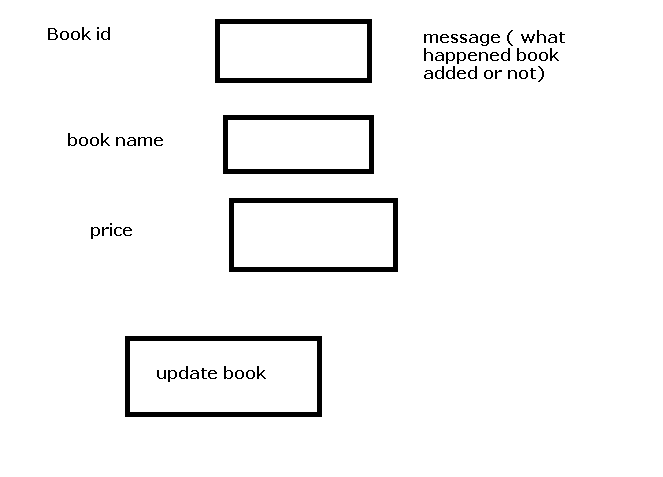 Book id
message ( what
happened book
added or not)
book name
price
update book